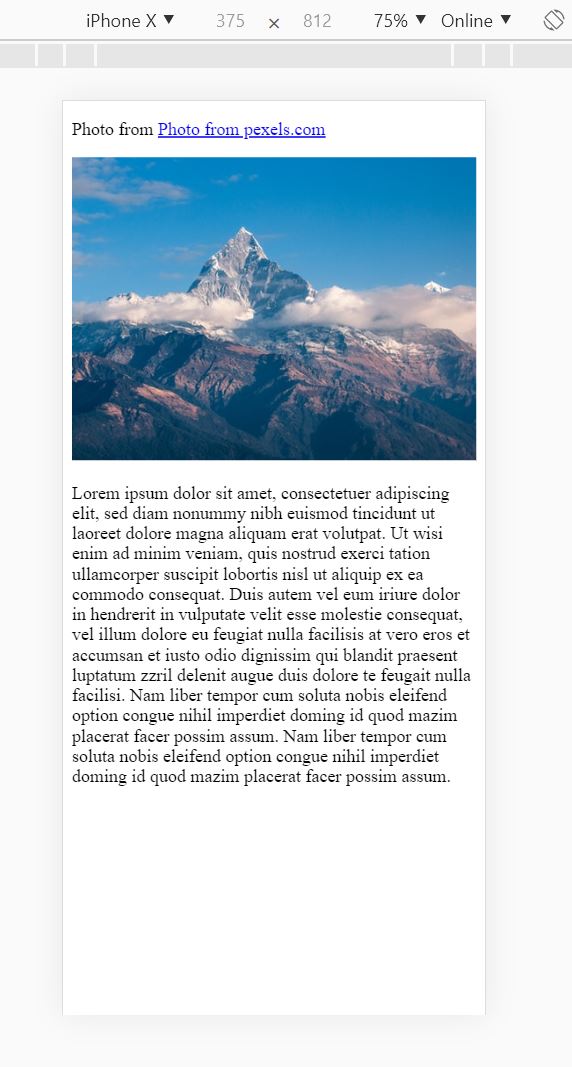 iPhone X ▼ 375 × 812 75% ▼ Online ▼
Photo from Photo from pexels.com
Lorem ipsum dolor sit amet, consectetuer adipiscing
elit, sed diam nonummy nibh euismod tincidunt ut
laoreet dolore magna aliquam erat volutpat. Ut wisi
enim ad minim veniam, quis nostrud exerci tation
ullamcorper suscipit lobortis nisl ut aliquip ex ea
commodo consequat. Duis autem vel eum iriure dolor
in hendrerit in vulputate velit esse molestie consequat,
vel illum dolore eu feugiat nulla facilisis at vero eros et
accumsan et iusto odio dignissim qui blandit praesent
luptatum zzril delenit augue duis dolore te feugait nulla
facilisi. Nam liber tempor cum soluta nobis eleifend
option congue nihil imperdiet doming id quod mazim
placerat facer possim assum. Nam liber tempor cum
soluta nobis eleifend option congue nihil imperdiet
doming id quod mazim placerat facer possim assum.